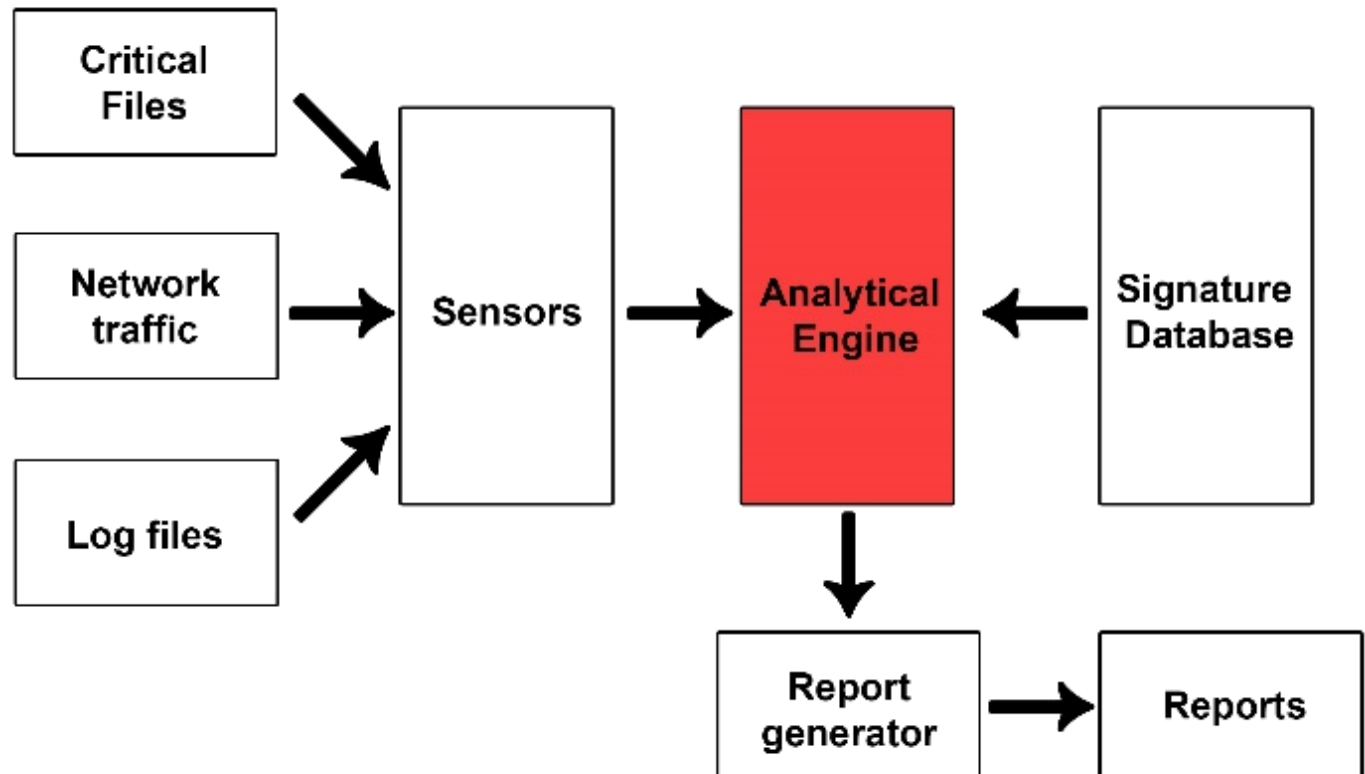 Critical
Files
Network
traffic
Log files
Sensors
Analytical
Engine
Signature
Database
Report
generator
Reports